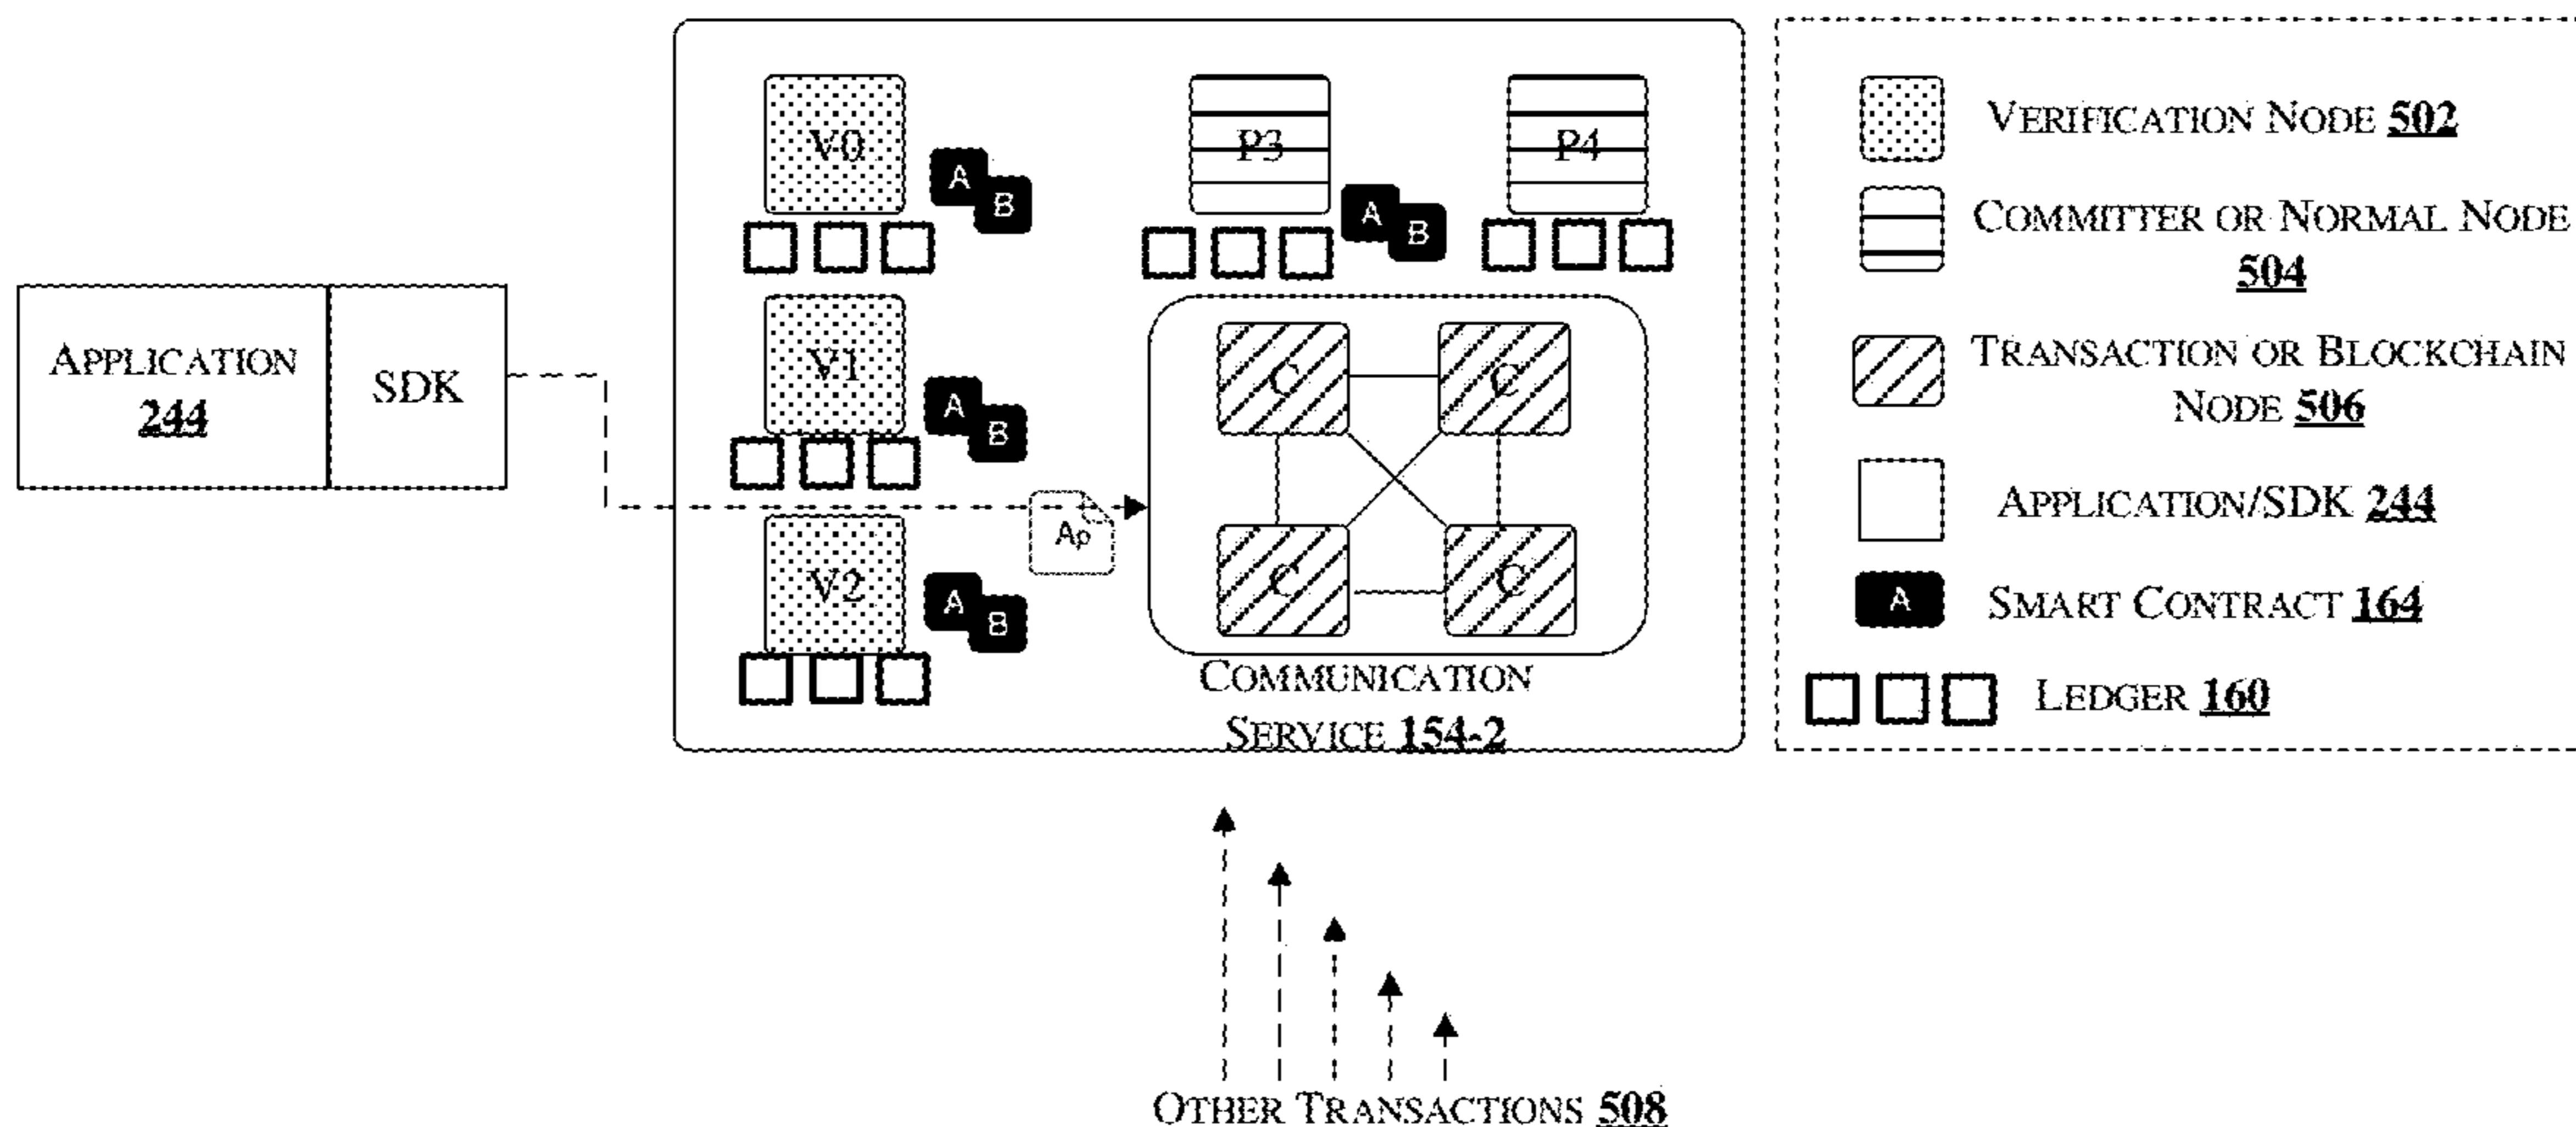 V0
A
B
P3
A
B
P4
APPLICATION
244
SDK
V1
A
B
C
C
Ap
V2
A
B
C
C
COMMUNICATION
SERVICE 154-2
VERIFICATION NODE 502
COMMITTER OR NORMAL NODE
504
TRANSACTION OR BLOCKCHAIN
NODE 506
APPLICATION/SDK 244
A
SMART CONTRACT 164
LEDGER 160
OTHER TRANSACTIONS 508